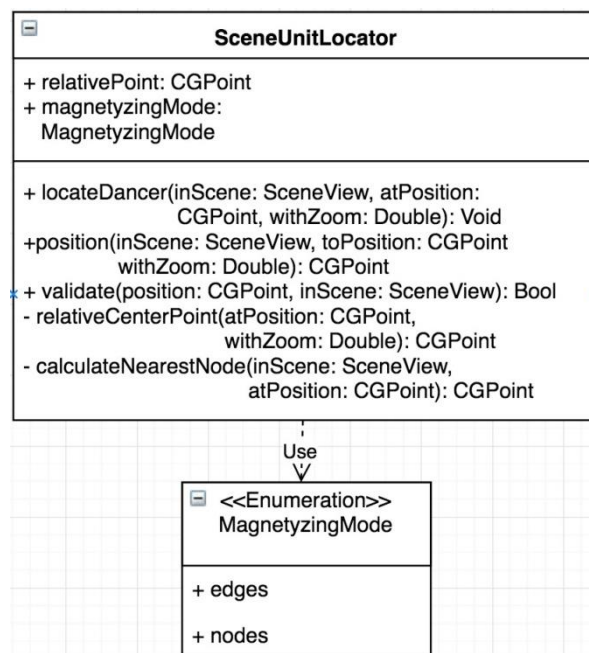 SceneUnitLocator
+ relativePoint: CGPoint
+ magnetyzingMode:
MagnetyzingMode
+ locateDancer(inScene: SceneView, atPosition:
CGPoint, withZoom: Double): Void
+position(inScene: SceneView, toPosition: CGPoint
withZoom: Double): CGPoint
+ validate(position: CGPoint, inScene: SceneView): Bool
- relativeCenterPoint(atPosition: CGPoint,
withZoom: Double): CGPoint
- calculateNearestNode(inScene: SceneView,
atPosition: CGPoint): CGPoint
Use
<<Enumeration>>
MagnetyzingMode
+ edges
+ nodes